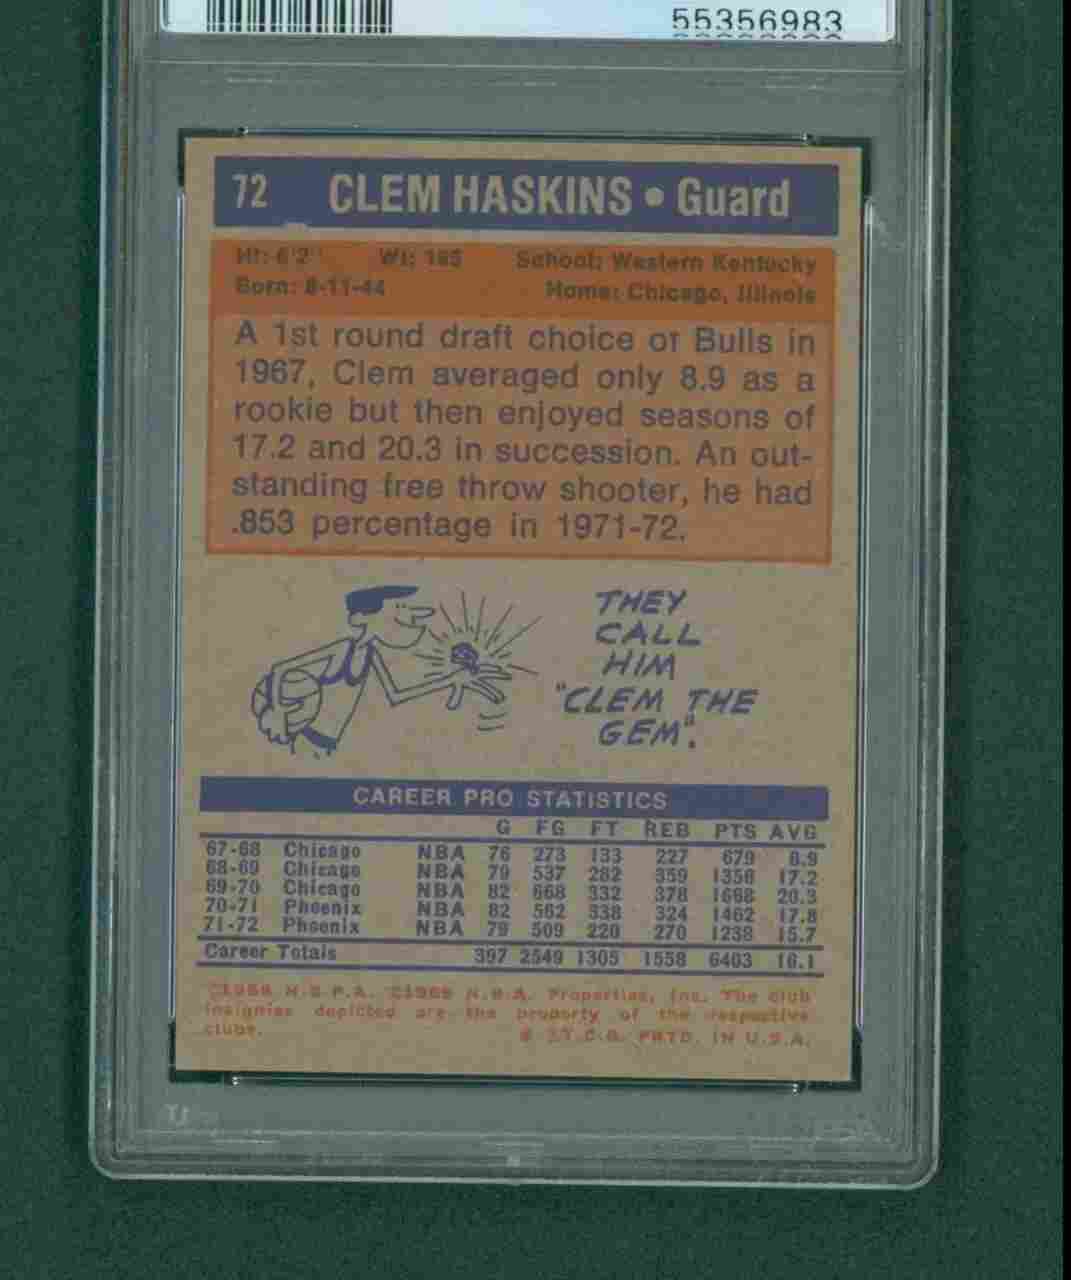 55356983
72 CLEM HASKINS • Guard
Ht: 6'2" Wt: 195 School: Western Kentucky
Born: 8-11-44 Home: Chicago, Illinois
A 1st round draft choice of Bulls in
1967, Clem averaged only 8.9 as a
rookie but then enjoyed seasons of
17.2 and 20.3 in succession. An out-
standing free throw shooter, he had
.853 percentage in 1971-72.
THEY
CALL
HIM
"CLEM THE
GEM".
CAREER PRO STATISTICS
G FG FT REB PTS AVG
67-68 Chicago NBA 76 273 133 227 679 8.9
68-69 Chicago NBA 79 537 282 359 1356 17.2
69-70 Chicago NBA 82 668 332 378 1668 20.3
70-71 Phoenix NBA 82 562 338 324 1462 17.8
71-72 Phoenix NBA 79 509 220 270 1238 15.7
Career Totals 397 2549 1305 1558 6403 16.1
N.B.A. Properties, Inc. The club
insignias depicted are the property of the respective
clubs. T.C.G. PRTD. IN U.S.A.